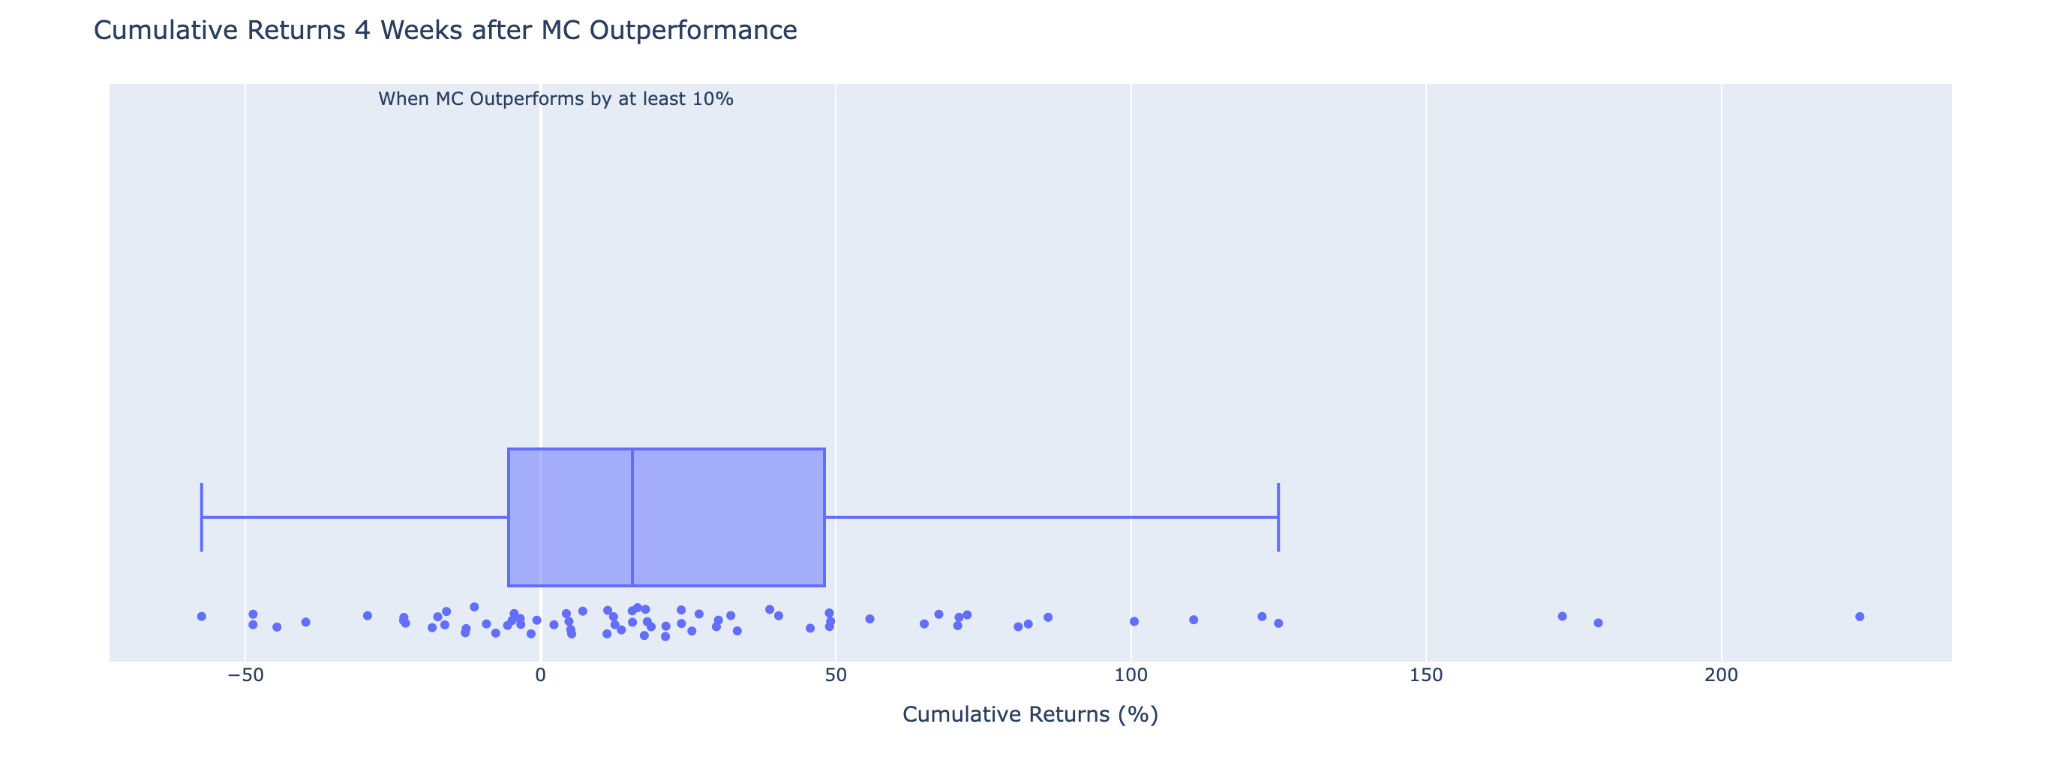 Cumulative Returns 4 Weeks after MC Outperformance
When MC Outperforms by at least 10%
−50 0 50 100 150 200
Cumulative Returns (%)